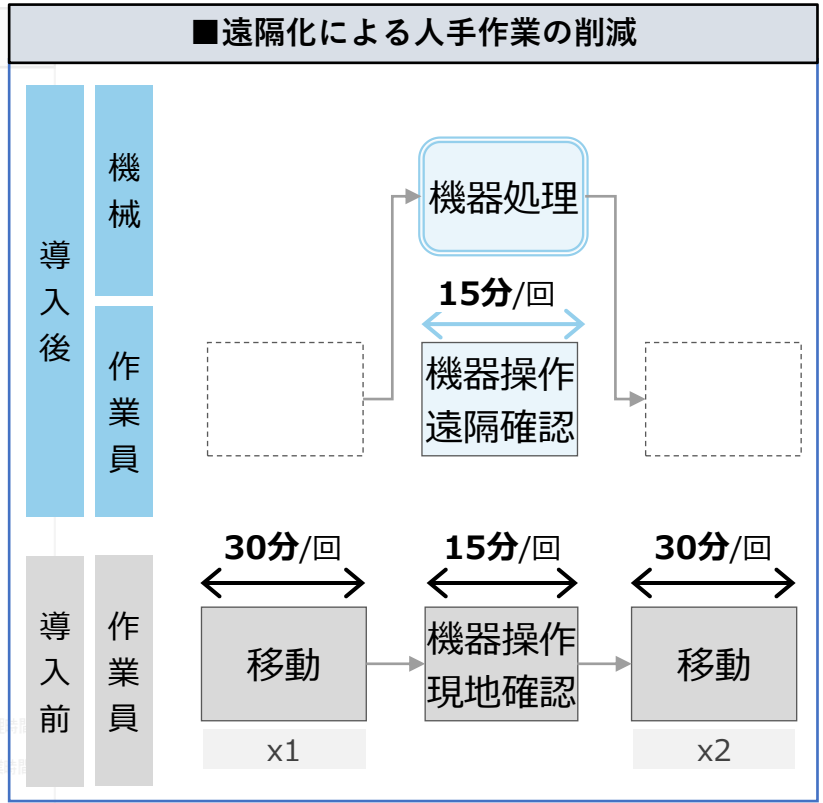 ■遠隔化による人手作業の削減
導入後
機械
機器処理
15分/回
作業員
機器操作
遠隔確認
30分/回
15分/回
30分/回
導入前
作業員
移動
機器操作
現地確認
移動
x1
x2